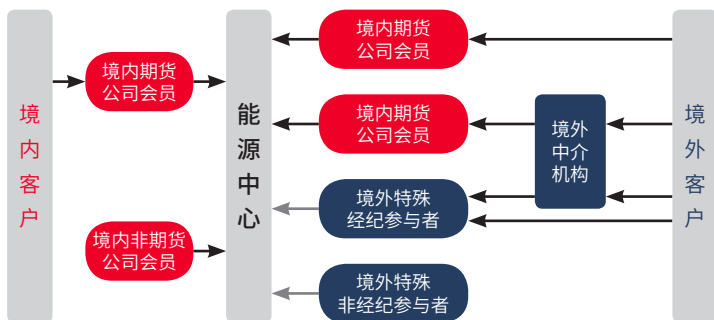 境内客户
境内期货
公司会员
境内非期货
公司会员
能源中心
境内期货
公司会员
境内期货
公司会员
境外特殊
经纪参与者
境外特殊
非经纪参与者
境外
中介
机构
境外客户